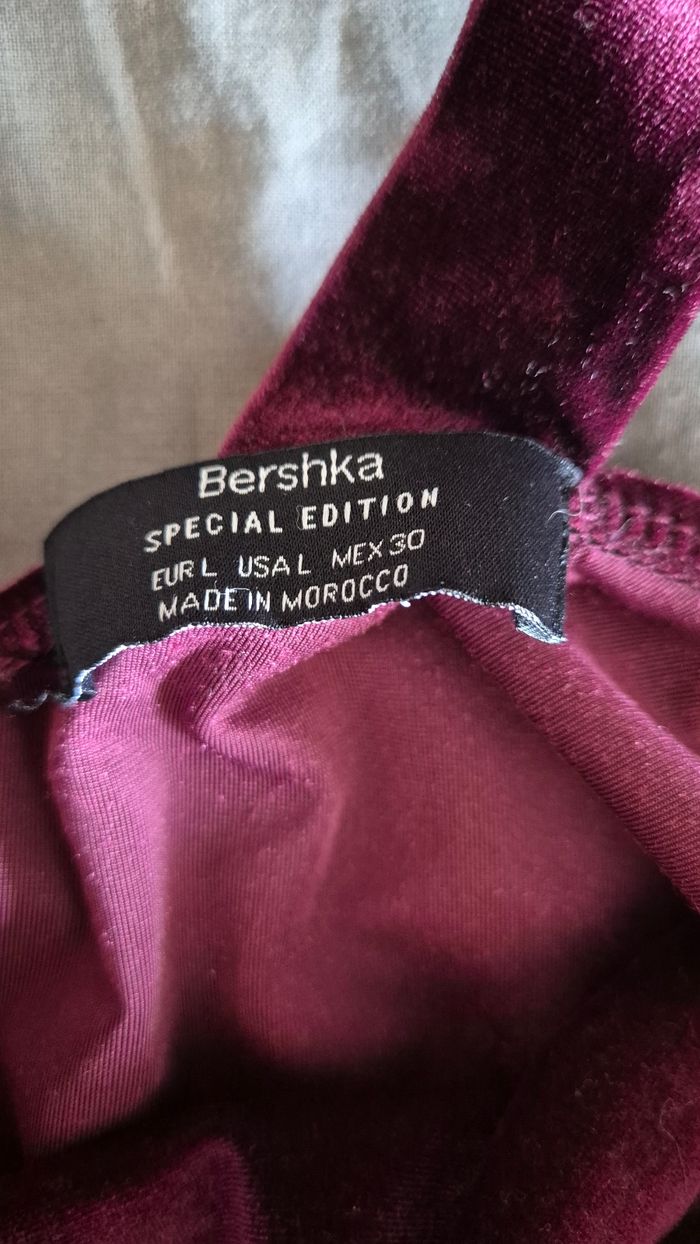 Bershka
SPECIAL EDITION
EUR L USA L MEX 30
MADE IN MOROCCO